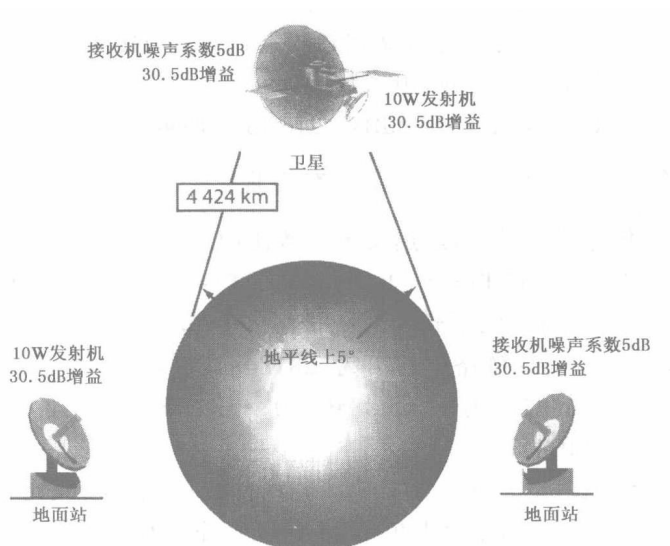 接收机噪声系数5dB
30.5dB增益
10W发射机
30.5dB增益
卫星
4 424 km
地平线上5°
10W发射机
30.5dB增益
接收机噪声系数5dB
30.5dB增益
地面站
地面站